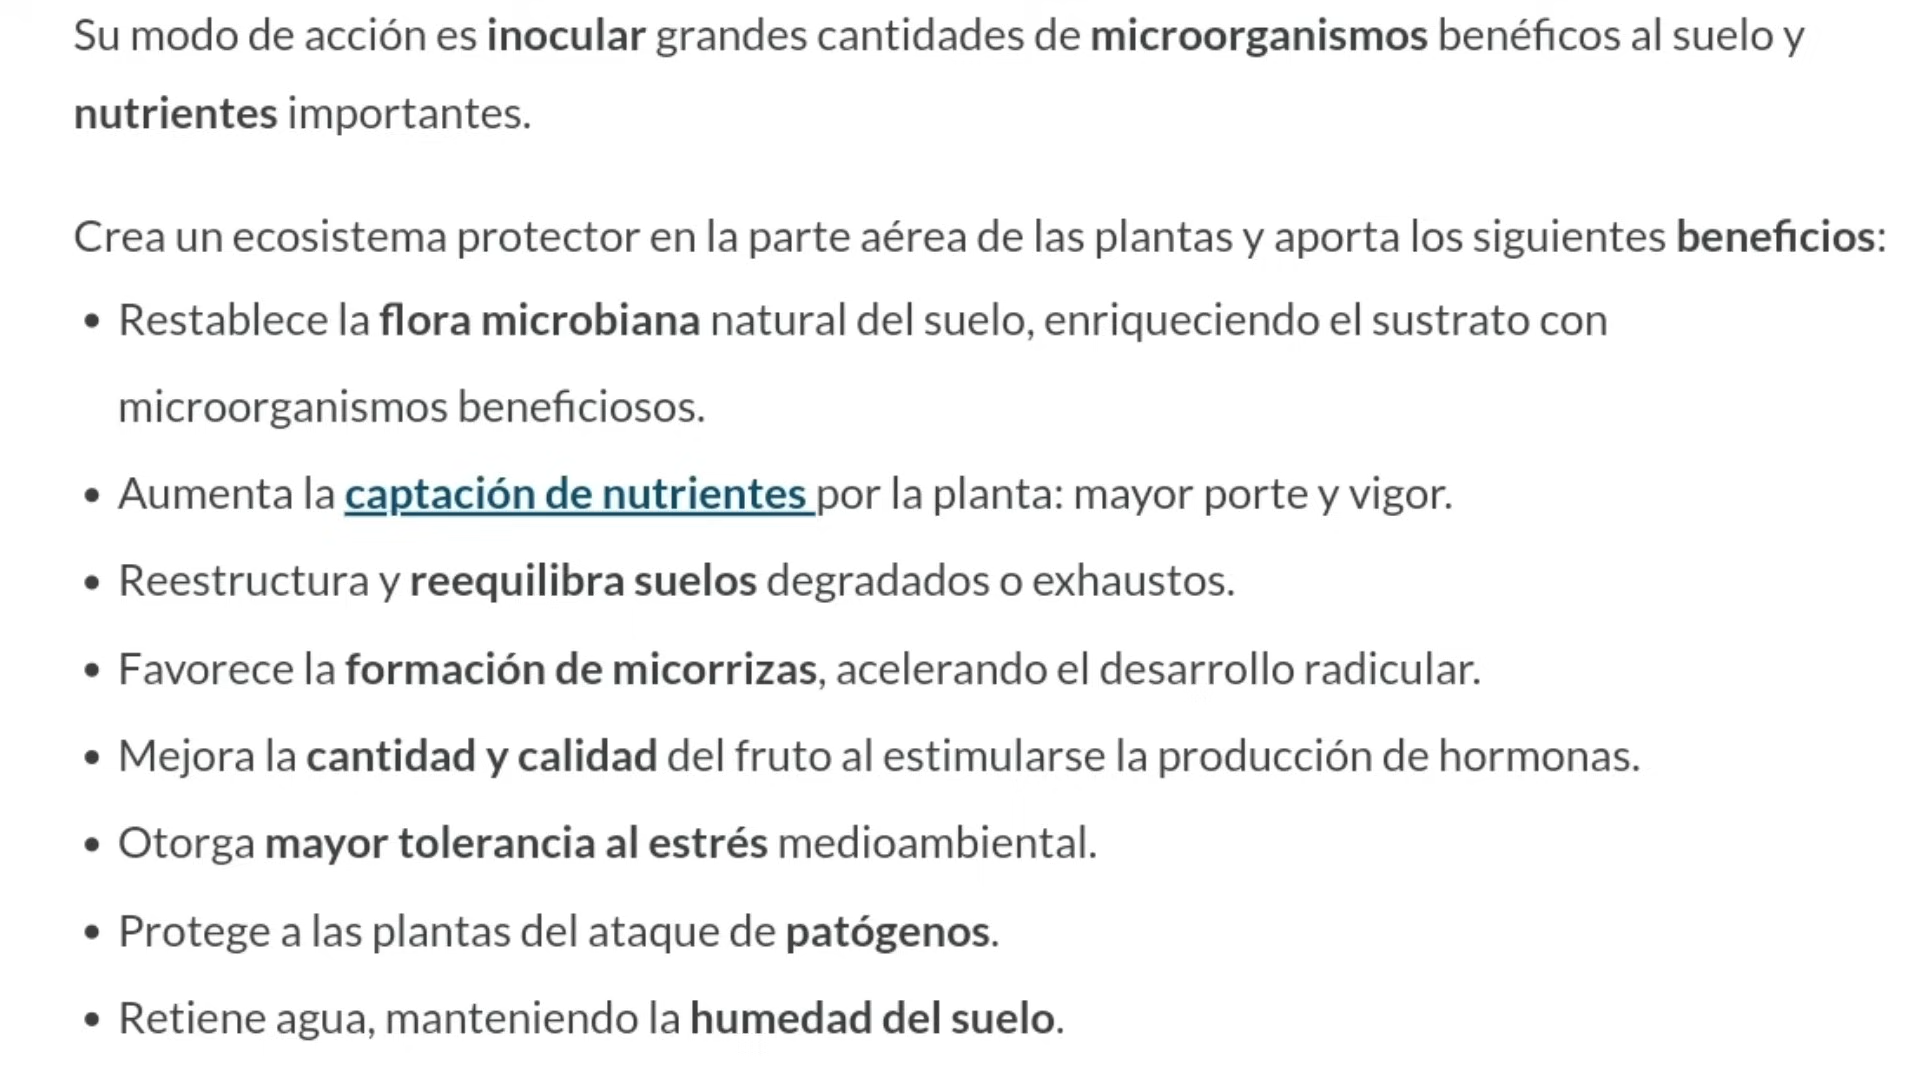 Su modo de acción es inocular grandes cantidades de microorganismos benéficos al suelo y
nutrientes importantes.
Crea un ecosistema protector en la parte aérea de las plantas y aporta los siguientes beneficios:
• Restablece la flora microbiana natural del suelo, enriqueciendo el sustrato con
microorganismos beneficiosos.
• Aumenta la captación de nutrientes por la planta: mayor porte y vigor.
• Reestructura y reequilibra suelos degradados o exhaustos.
• Favorece la formación de micorrizas, acelerando el desarrollo radicular.
• Mejora la cantidad y calidad del fruto al estimularse la producción de hormonas.
• Otorga mayor tolerancia al estrés medioambiental.
• Protege a las plantas del ataque de patógenos.
• Retiene agua, manteniendo la humedad del suelo.